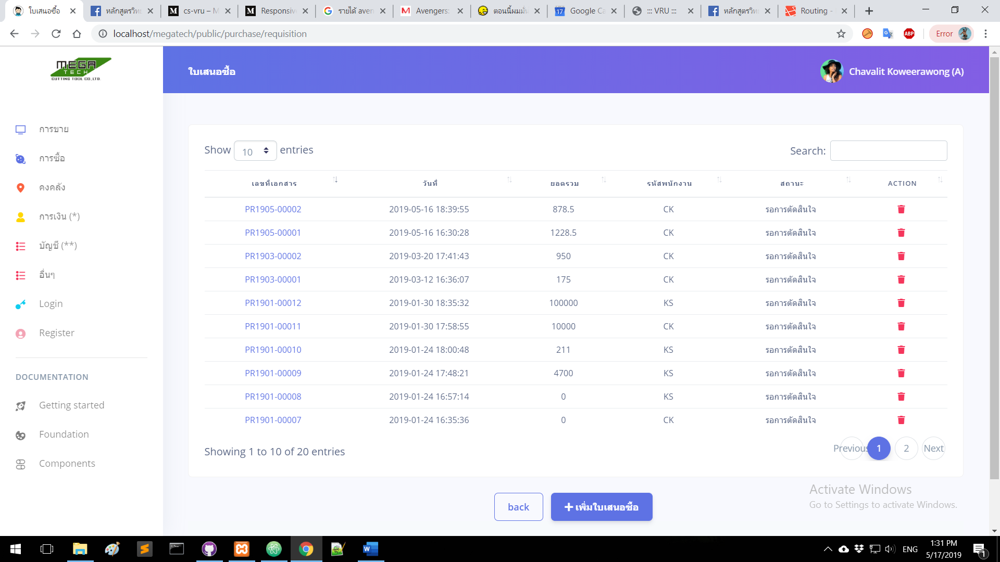 ใบเสนอซื้อ
หลักสูตรวิท
cs-vru – M
Responsiv
รายได้ aven
Avengers:
ตอนนี้ผมมั่น
Google Ca
::: VRU :::
หลักสูตรวิท
Routing -
localhost/megatech/public/purchase/requisition
ABP
Error
MEGA
TECH
CUTTING TOOL CO.,LTD.
ใบเสนอซื้อ
Chavalit Koweerawong (A)
การขาย
การซื้อ
คงคลัง
การเงิน (*)
บัญชี (**)
อื่นๆ
Login
Register
DOCUMENTATION
Getting started
Foundation
Components
Show 10 entries
Search:
เลขที่เอกสาร วันที่ ยอดรวม รหัสพนักงาน สถานะ ACTION
PR1905-00002 2019-05-16 18:39:55 878.5 CK รอการตัดสินใจ
PR1905-00001 2019-05-16 16:30:28 1228.5 CK รอการตัดสินใจ
PR1903-00002 2019-03-20 17:41:43 950 CK รอการตัดสินใจ
PR1903-00001 2019-03-12 16:36:07 175 CK รอการตัดสินใจ
PR1901-00012 2019-01-30 18:35:32 100000 KS รอการตัดสินใจ
PR1901-00011 2019-01-30 17:58:55 10000 CK รอการตัดสินใจ
PR1901-00010 2019-01-24 18:00:48 211 KS รอการตัดสินใจ
PR1901-00009 2019-01-24 17:48:21 4700 KS รอการตัดสินใจ
PR1901-00008 2019-01-24 16:57:14 0 KS รอการตัดสินใจ
PR1901-00007 2019-01-24 16:35:36 0 CK รอการตัดสินใจ
Showing 1 to 10 of 20 entries
Previous 1 2 Next
back
เพิ่มใบเสนอซื้อ
Activate Windows
Go to Settings to activate Windows.
ENG
1:31 PM
5/17/2019
1